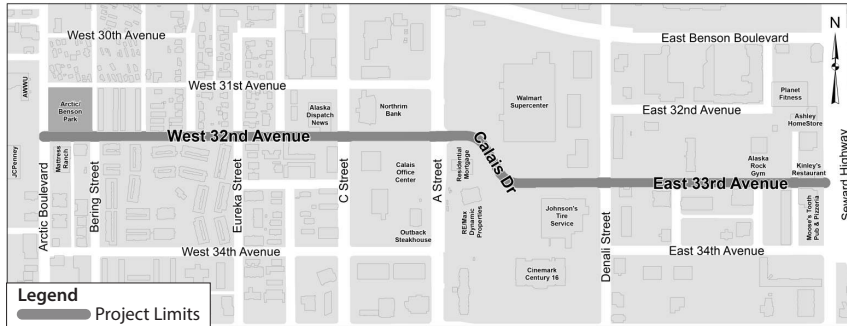 West 30th Avenue
East Benson Boulevard
N
AWWU
Arctic/
Benson
Park
West 31st Avenue
Alaska
Dispatch
News
Northrim
Bank
Walmart
Supercenter
East 32nd Avenue
Planet
Fitness
Ashley
HomeStore
West 32nd Avenue
Calais Dr
JCPenney
Mattress
Ranch
Arctic Boulevard
Bering Street
Eureka Street
C Street
Calais
Office
Center
A Street
Residential
Mortgage
RE/Max
Dynamic
Properties
Outback
Steakhouse
Johnson's
Tire
Service
Cinemark
Century 16
Denali Street
East 33rd Avenue
Alaska
Rock
Gym
Kinley's
Restaurant
Moose's Tooth
Pub & Pizzeria
Seward Highway
West 34th Avenue
East 34th Avenue
Legend
Project Limits